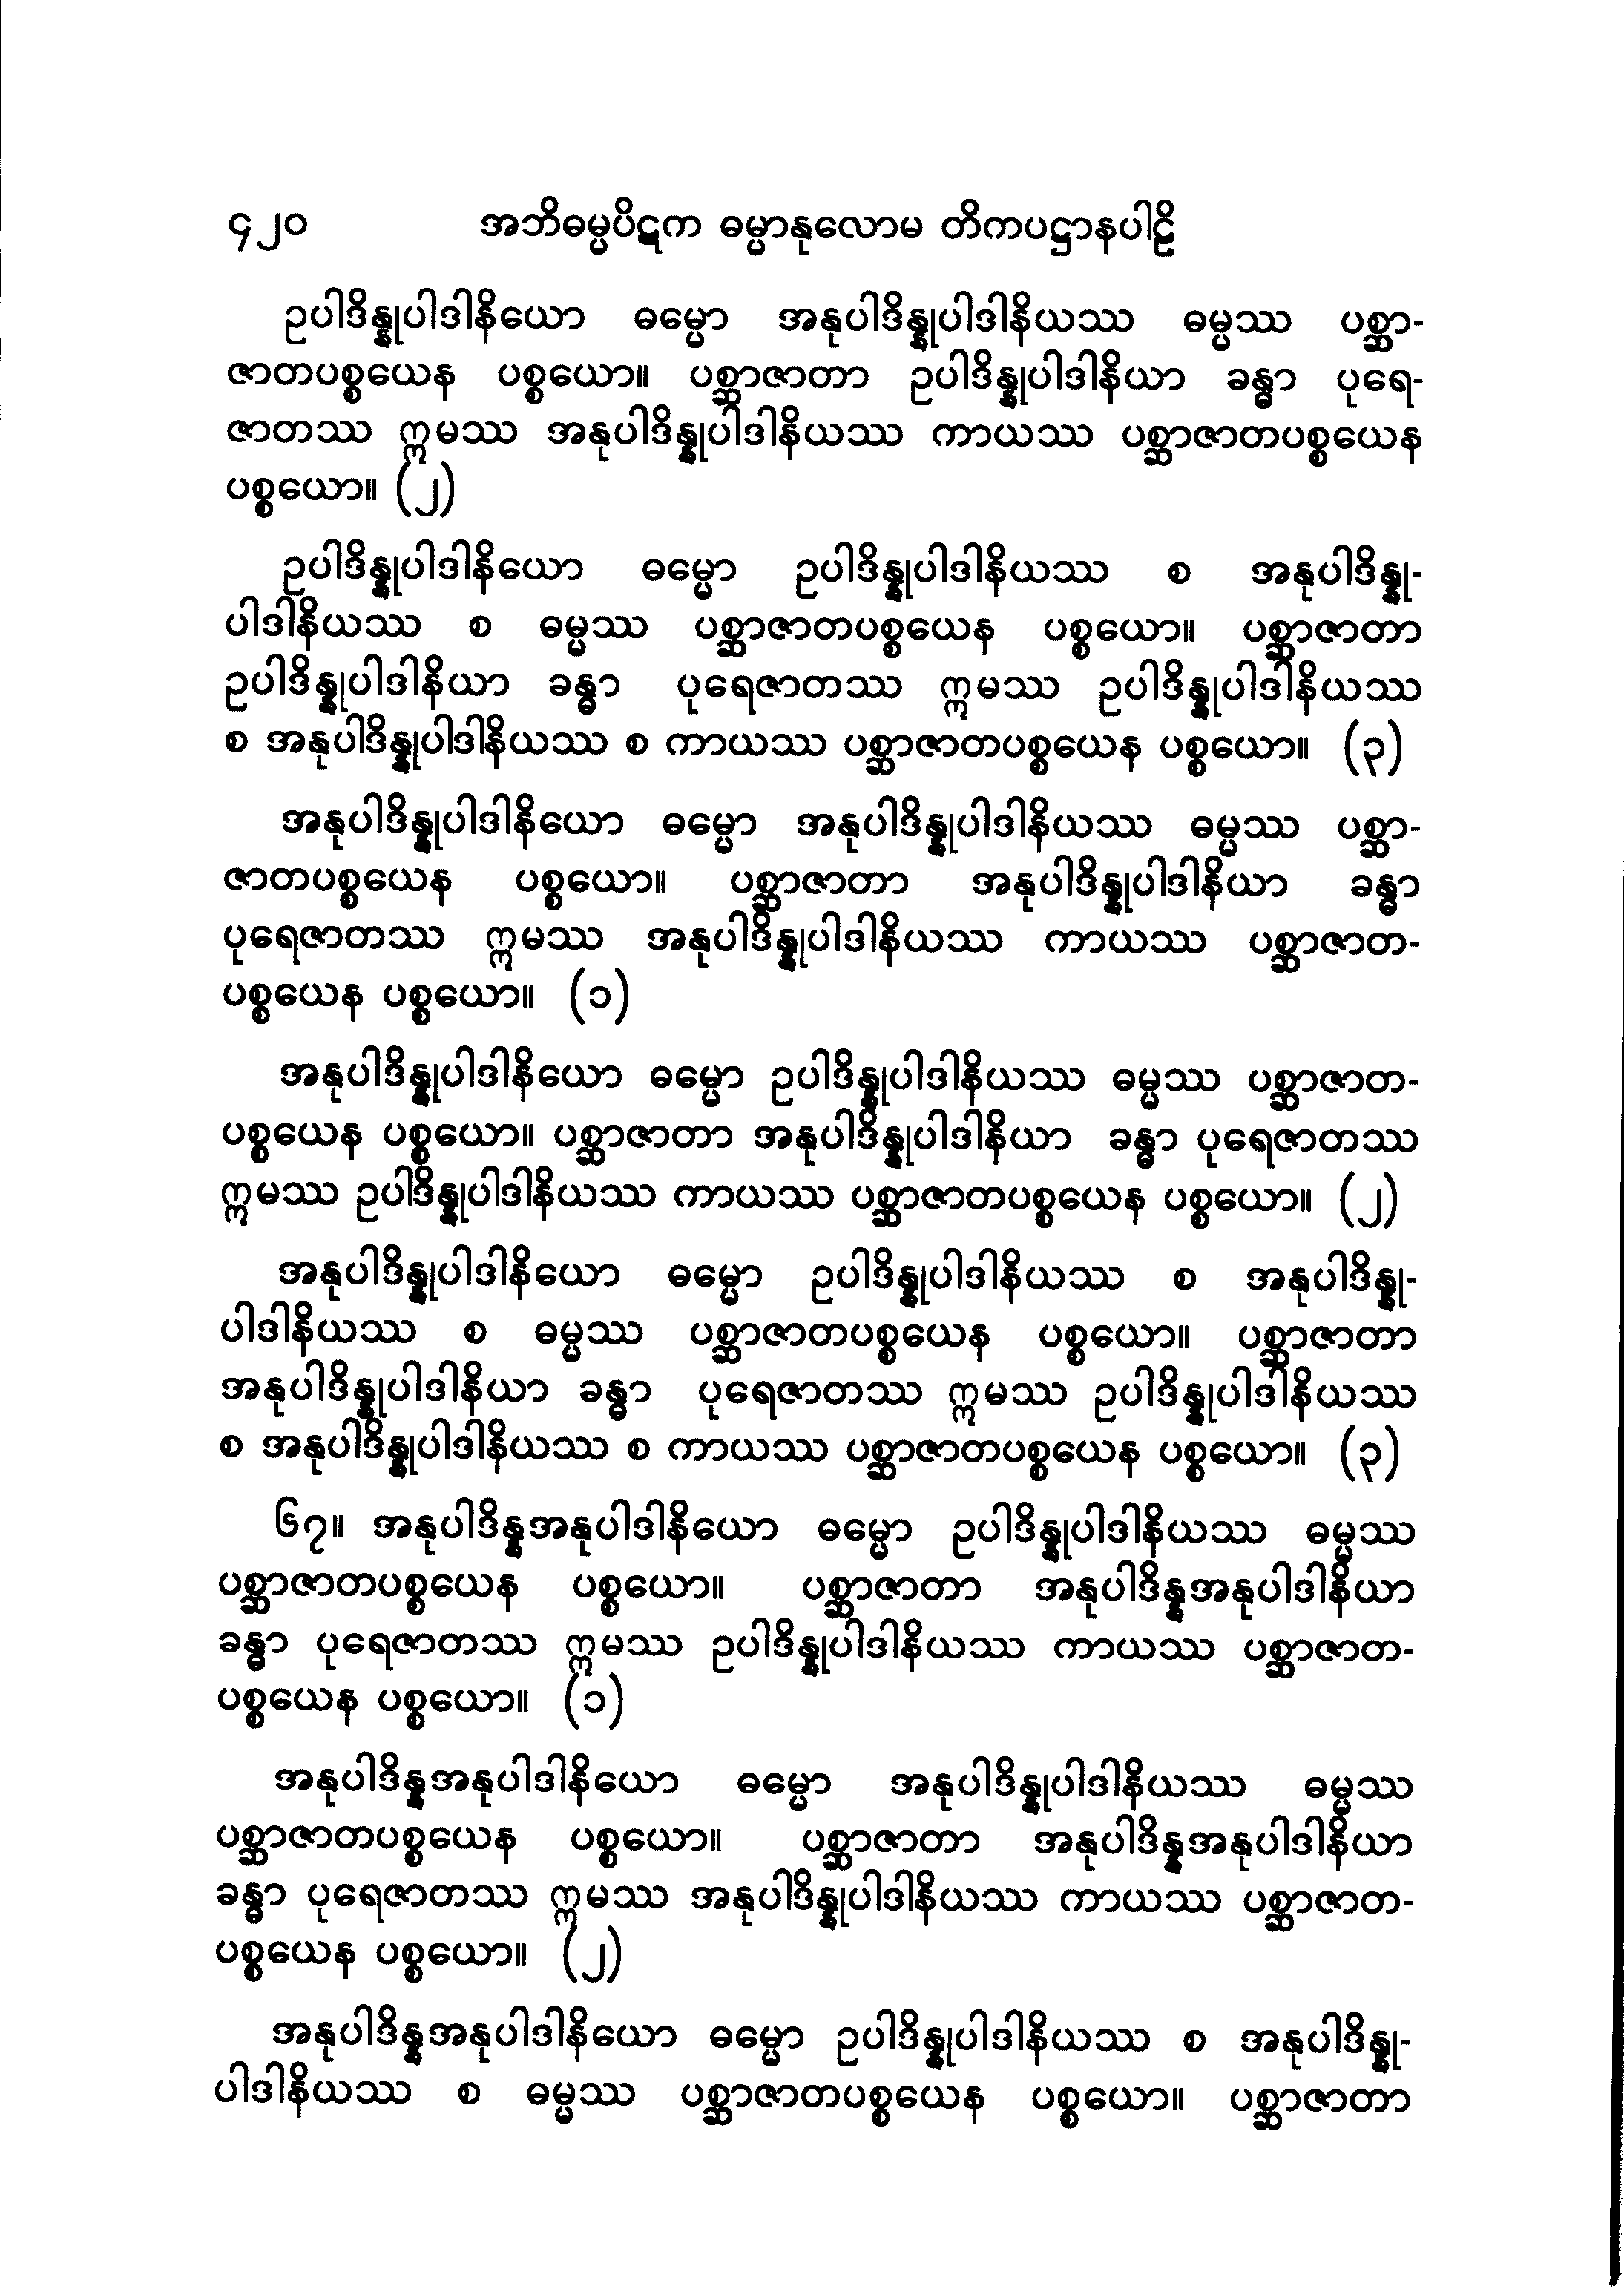 ၄၂၀ အဘိဓမ္မပိဋက ဓမ္မာနုလောမ တိကပဋ္ဌာနပါဠိ
ဥပါဒိန္နုပါဒါနိယော ဓမ္မော အနုပါဒိန္နုပါဒါနိယဿ ဓမ္မဿ ပစ္ဆာ-
ဇာတပစ္စယေန ပစ္စယော။ ပစ္ဆာဇာတာ ဥပါဒိန္နုပါဒါနိယာ ခန္ဓာ ပုရေ-
ဇာတဿ ဣမဿ အနုပါဒိန္နုပါဒါနိယဿ ကာယဿ ပစ္ဆာဇာတပစ္စယေန
ပစ္စယော။ (၂)
ဥပါဒိန္နုပါဒါနိယော ဓမ္မော ဥပါဒိန္နုပါဒါနိယဿ စ အနုပါဒိန္နု-
ပါဒါနိယဿ စ ဓမ္မဿ ပစ္ဆာဇာတပစ္စယေန ပစ္စယော။ ပစ္ဆာဇာတာ
ဥပါဒိန္နုပါဒါနိယာ ခန္ဓာ ပုရေဇာတဿ ဣမဿ ဥပါဒိန္နုပါဒါနိယဿ
စ အနုပါဒိန္နုပါဒါနိယဿ စ ကာယဿ ပစ္ဆာဇာတပစ္စယေန ပစ္စယော။ (၃)
အနုပါဒိန္နုပါဒါနိယော ဓမ္မော အနုပါဒိန္နုပါဒါနိယဿ ဓမ္မဿ ပစ္ဆာ-
ဇာတပစ္စယေန ပစ္စယော။ ပစ္ဆာဇာတာ အနုပါဒိန္နုပါဒါနိယာ ခန္ဓာ
ပုရေဇာတဿ ဣမဿ အနုပါဒိန္နုပါဒါနိယဿ ကာယဿ ပစ္ဆာဇာတ-
ပစ္စယေန ပစ္စယော။ (၁)
အနုပါဒိန္နုပါဒါနိယော ဓမ္မော ဥပါဒိန္နုပါဒါနိယဿ ဓမ္မဿ ပစ္ဆာဇာတ-
ပစ္စယေန ပစ္စယော။ ပစ္ဆာဇာတာ အနုပါဒိန္နုပါဒါနိယာ ခန္ဓာ ပုရေဇာတဿ
ဣမဿ ဥပါဒိန္နုပါဒါနိယဿ ကာယဿ ပစ္ဆာဇာတပစ္စယေန ပစ္စယော။ (၂)
အနုပါဒိန္နုပါဒါနိယော ဓမ္မော ဥပါဒိန္နုပါဒါနိယဿ စ အနုပါဒိန္နု-
ပါဒါနိယဿ စ ဓမ္မဿ ပစ္ဆာဇာတပစ္စယေန ပစ္စယော။ ပစ္ဆာဇာတာ
အနုပါဒိန္နုပါဒါနိယာ ခန္ဓာ ပုရေဇာတဿ ဣမဿ ဥပါဒိန္နုပါဒါနိယဿ
စ အနုပါဒိန္နုပါဒါနိယဿ စ ကာယဿ ပစ္ဆာဇာတပစ္စယေန ပစ္စယော။ (၃)
၆၇။ အနုပါဒိန္နအနုပါဒါနိယော ဓမ္မော ဥပါဒိန္နုပါဒါနိယဿ ဓမ္မဿ
ပစ္ဆာဇာတပစ္စယေန ပစ္စယော။ ပစ္ဆာဇာတာ အနုပါဒိန္နအနုပါဒါနိယာ
ခန္ဓာ ပုရေဇာတဿ ဣမဿ ဥပါဒိန္နုပါဒါနိယဿ ကာယဿ ပစ္ဆာဇာတ-
ပစ္စယေန ပစ္စယော။ (၁)
အနုပါဒိန္နအနုပါဒါနိယော ဓမ္မော အနုပါဒိန္နုပါဒါနိယဿ ဓမ္မဿ
ပစ္ဆာဇာတပစ္စယေန ပစ္စယော။ ပစ္ဆာဇာတာ အနုပါဒိန္နအနုပါဒါနိယာ
ခန္ဓာ ပုရေဇာတဿ ဣမဿ အနုပါဒိန္နုပါဒါနိယဿ ကာယဿ ပစ္ဆာဇာတ-
ပစ္စယေန ပစ္စယော။ (၂)
အနုပါဒိန္နအနုပါဒါနိယော ဓမ္မော ဥပါဒိန္နုပါဒါနိယဿ စ အနုပါဒိန္နု-
ပါဒါနိယဿ စ ဓမ္မဿ ပစ္ဆာဇာတပစ္စယေန ပစ္စယော။ ပစ္ဆာဇာတာ